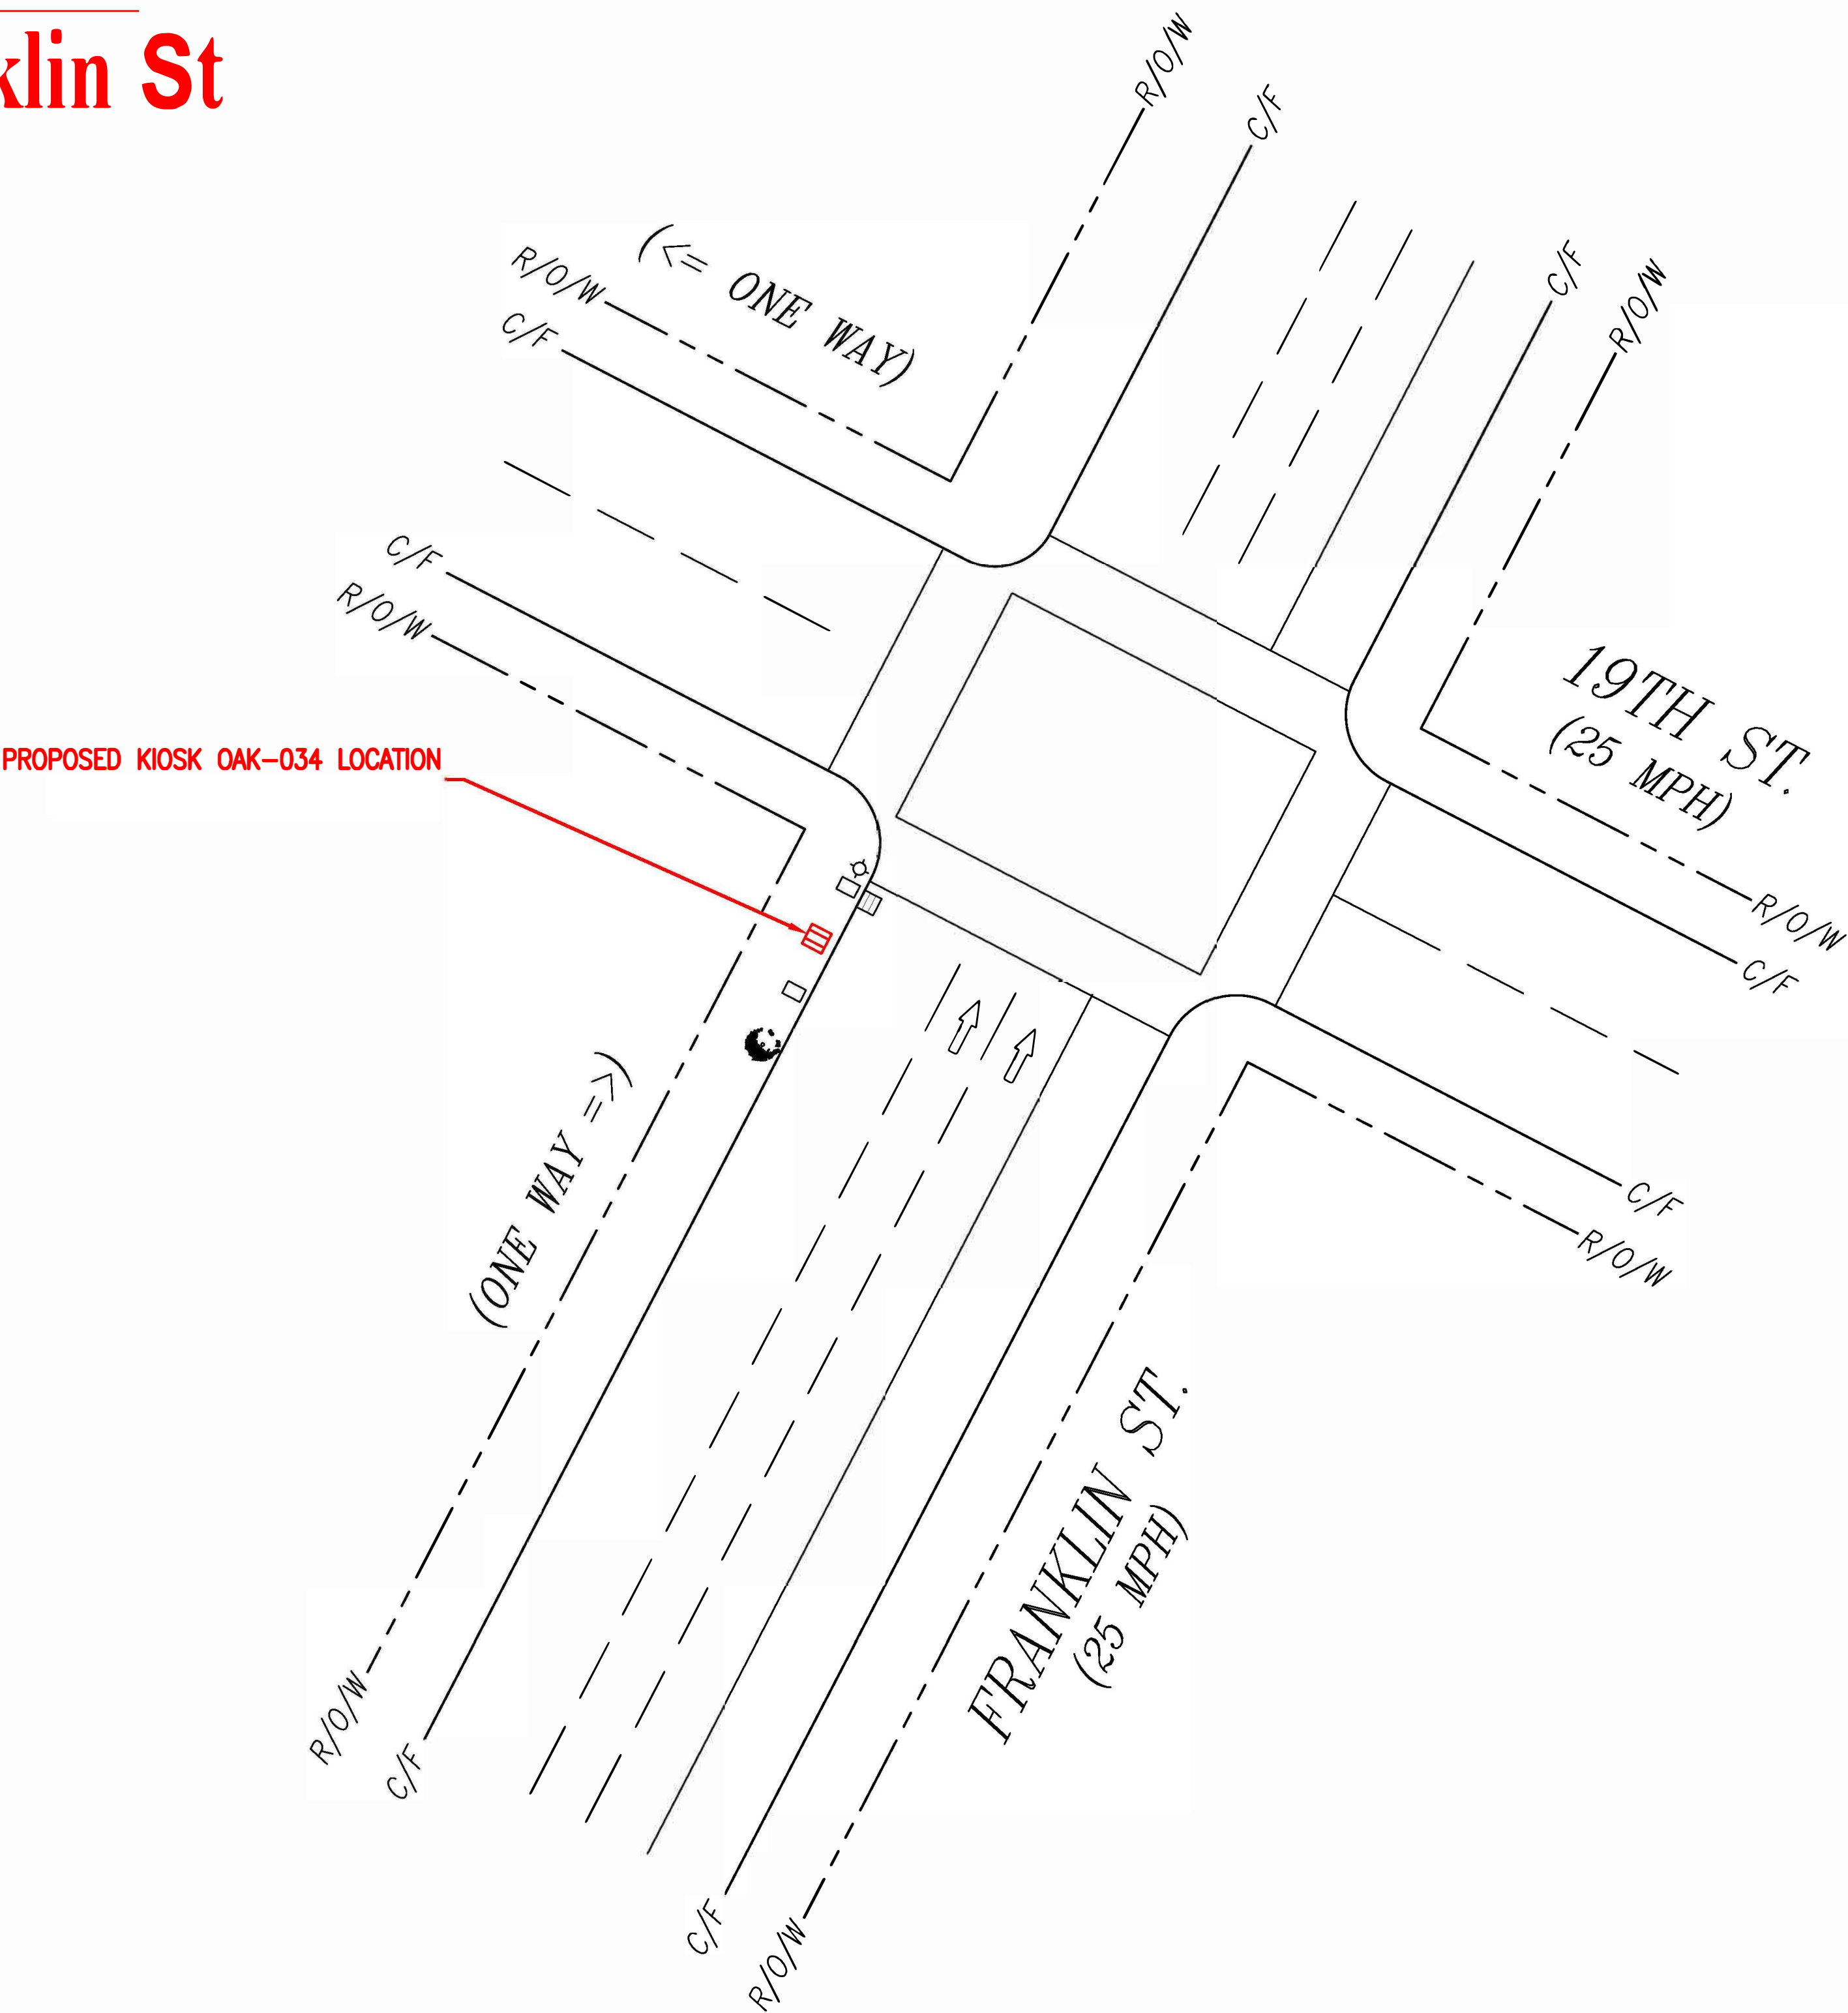 klin St
R/O/W
C/F
(<= ONE WAY)
R/O/W
C/F
C/F
R/O/W
C/F
R/O/W
19TH ST.
(25 MPH)
PROPOSED KIOSK OAK-034 LOCATION
R/O/W
C/F
(ONE WAY =>)
C/F
R/O/W
FRANKLIN ST.
(25 MPH)
R/O/W
C/F
C/F
R/O/W